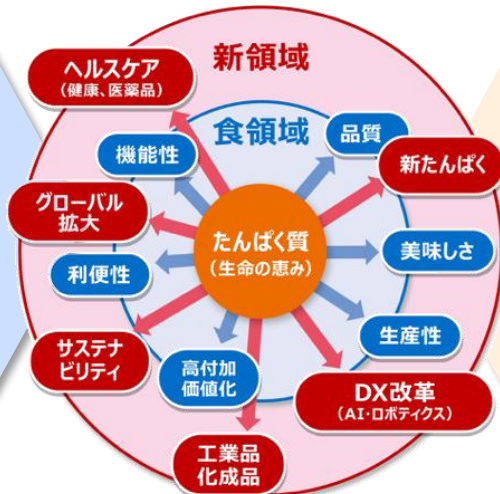 新領域
ヘルスケア
(健康、医薬品)
食領域
品質
機能性
新たんぱく
グローバル
拡大
たんぱく質
(生命の恵み)
美味しさ
利便性
生産性
サステナ
ビリティ
高付加
価値化
DX改革
(AI・ロボティクス)
工業品
化成品